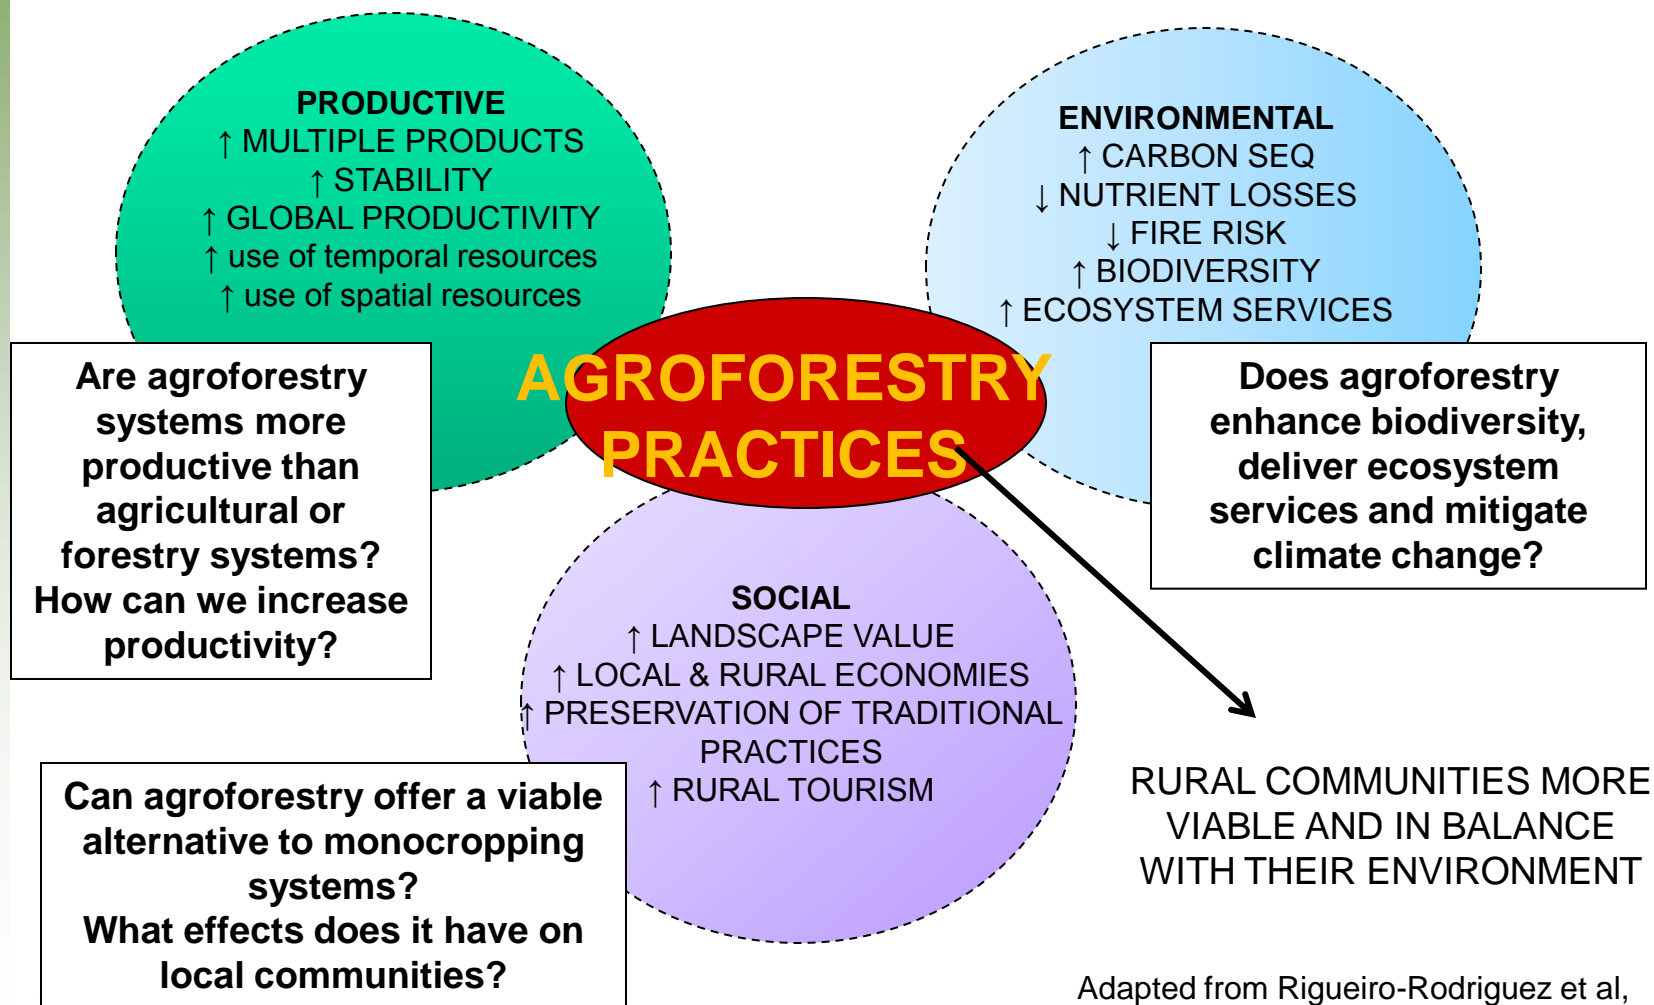 PRODUCTIVE
↑ MULTIPLE PRODUCTS
↑ STABILITY
↑ GLOBAL PRODUCTIVITY
↑ use of temporal resources
↑ use of spatial resources
ENVIRONMENTAL
↑ CARBON SEQ
↓ NUTRIENT LOSSES
↓ FIRE RISK
↑ BIODIVERSITY
↑ ECOSYSTEM SERVICES
AGROFORESTRY
PRACTICES
Are agroforestry
systems more
productive than
agricultural or
forestry systems?
How can we increase
productivity?
Does agroforestry
enhance biodiversity,
deliver ecosystem
services and mitigate
climate change?
SOCIAL
↑ LANDSCAPE VALUE
↑ LOCAL & RURAL ECONOMIES
↑ PRESERVATION OF TRADITIONAL
PRACTICES
↑ RURAL TOURISM
Can agroforestry offer a viable
alternative to monocropping
systems?
What effects does it have on
local communities?
RURAL COMMUNITIES MORE
VIABLE AND IN BALANCE
WITH THEIR ENVIRONMENT
Adapted from Rigueiro-Rodriguez et al,